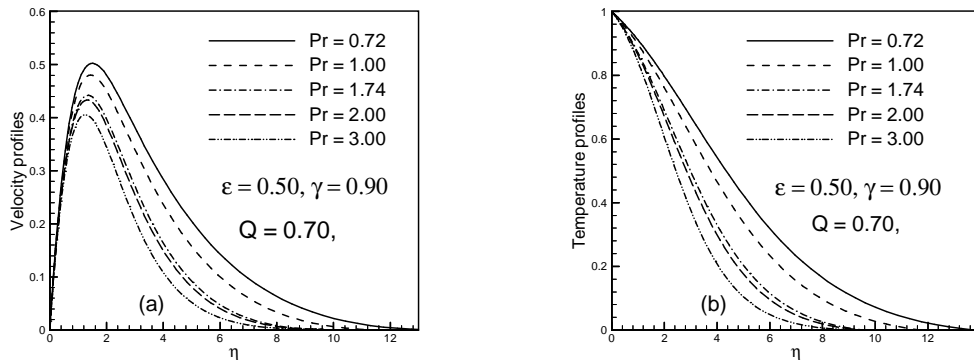 0.6
0.5
0.4
0.3
0.2
0.1
0
Velocity profiles
Pr = 0.72
Pr = 1.00
Pr = 1.74
Pr = 2.00
Pr = 3.00
ε = 0.50, γ = 0.90
Q = 0.70,
(a)
0 2 4 6 8 10 12
η
1
0.8
0.6
0.4
0.2
0
Temperature profiles
Pr = 0.72
Pr = 1.00
Pr = 1.74
Pr = 2.00
Pr = 3.00
ε = 0.50, γ = 0.90
Q = 0.70,
(b)
0 2 4 6 8 10 12
η